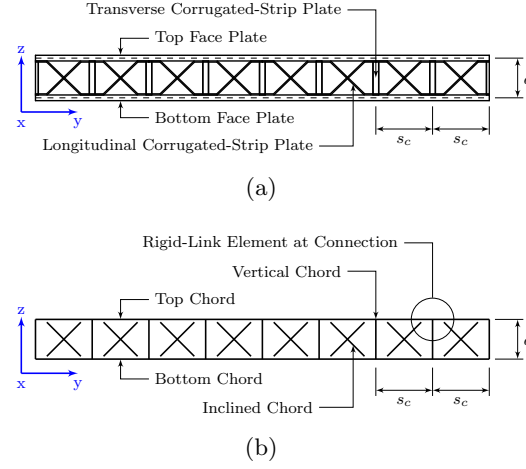 Transverse Corrugated-Strip Plate
Top Face Plate
z
x
y
Bottom Face Plate
Longitudinal Corrugated-Strip Plate
s_c
s_c
(a)
Rigid-Link Element at Connection
Vertical Chord
Top Chord
z
x
y
Bottom Chord
Inclined Chord
s_c
s_c
(b)